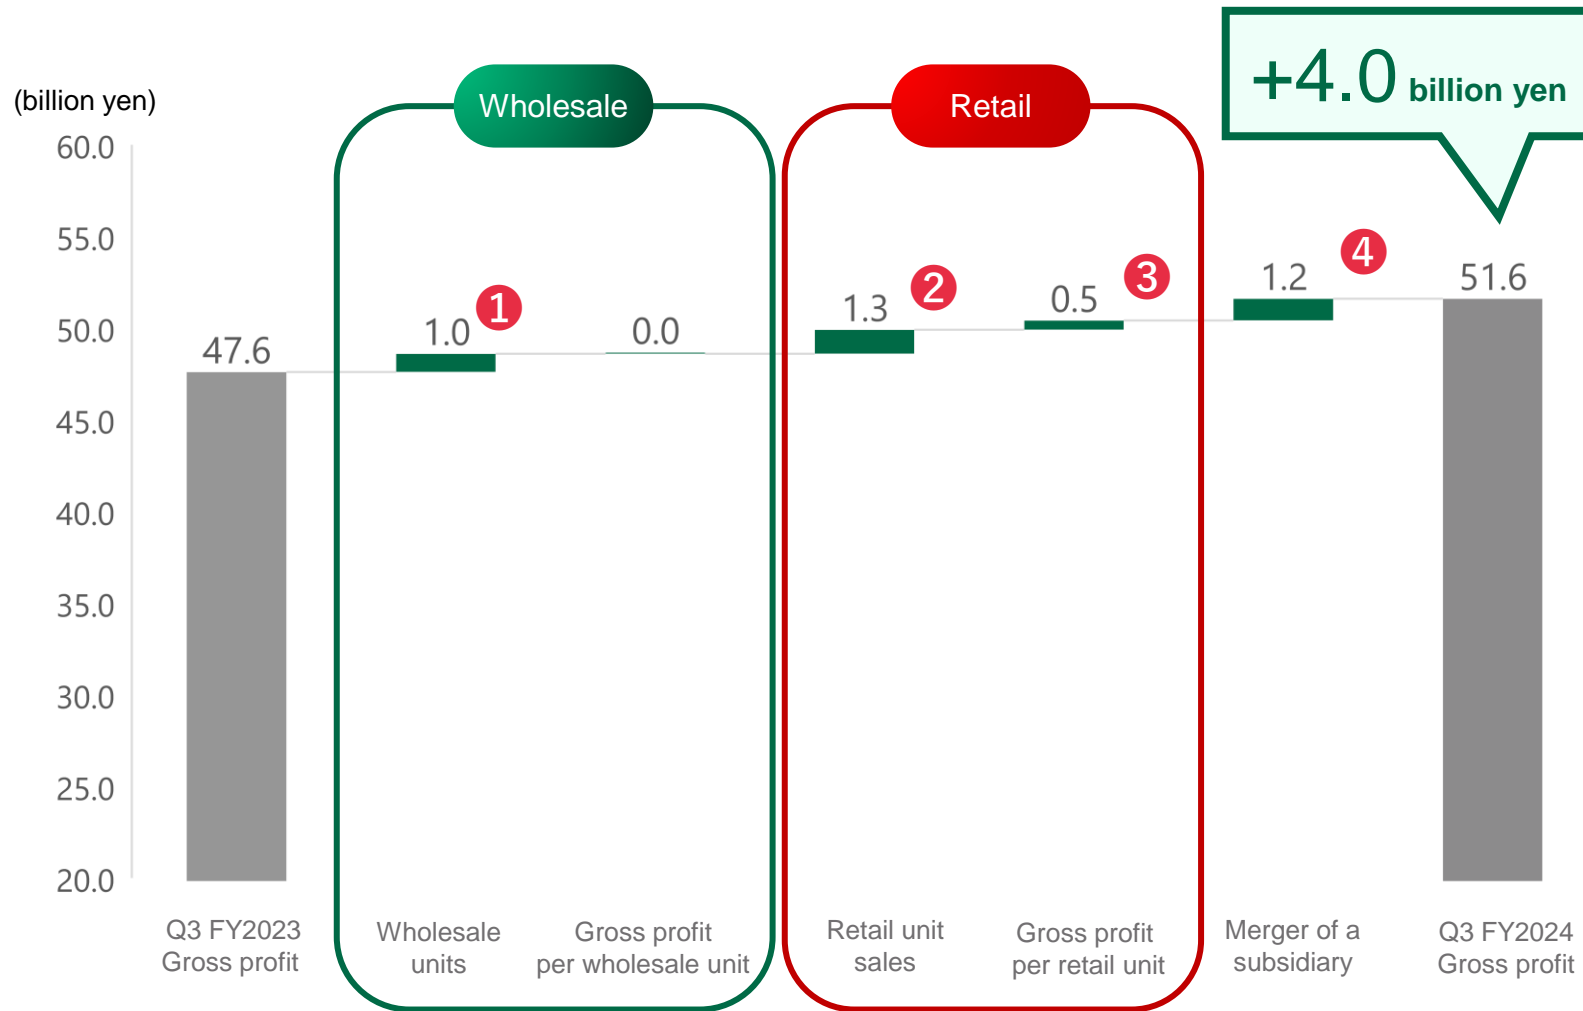 +4.0 billion yen
Wholesale
Retail
(billion yen)
60.0
55.0
50.0
45.0
40.0
35.0
30.0
25.0
20.0
47.6
1.0
1
0.0
1.3
2
0.5
3
1.2
4
51.6
Q3 FY2023
Gross profit
Wholesale
units
Gross profit
per wholesale unit
Retail unit
sales
Gross profit
per retail unit
Merger of a
subsidiary
Q3 FY2024
Gross profit